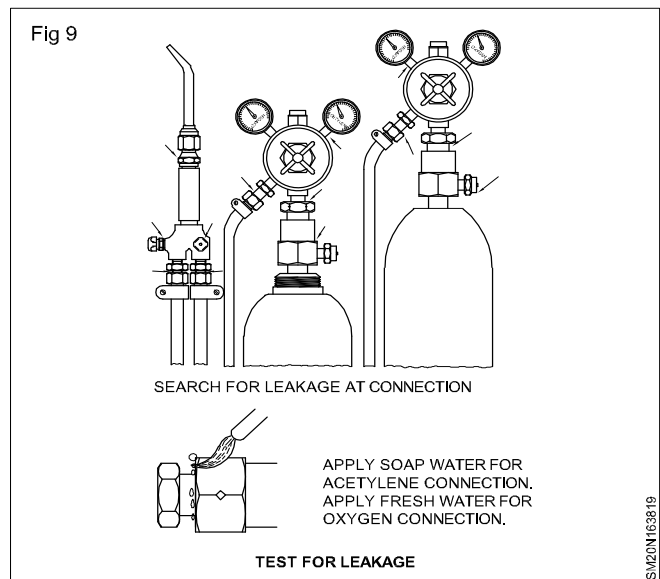 Fig 9
SEARCH FOR LEAKAGE AT CONNECTION
APPLY SOAP WATER FOR
ACETYLENE CONNECTION.
APPLY FRESH WATER FOR
OXYGEN CONNECTION.
TEST FOR LEAKAGE
SM20N163819